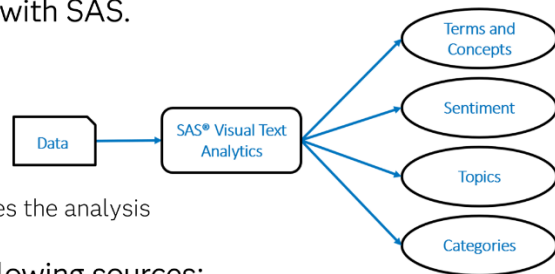 with SAS.
Terms and
Concepts
Sentiment
Data
SAS® Visual Text
Analytics
Topics
es the analysis
Categories
lowing sources: